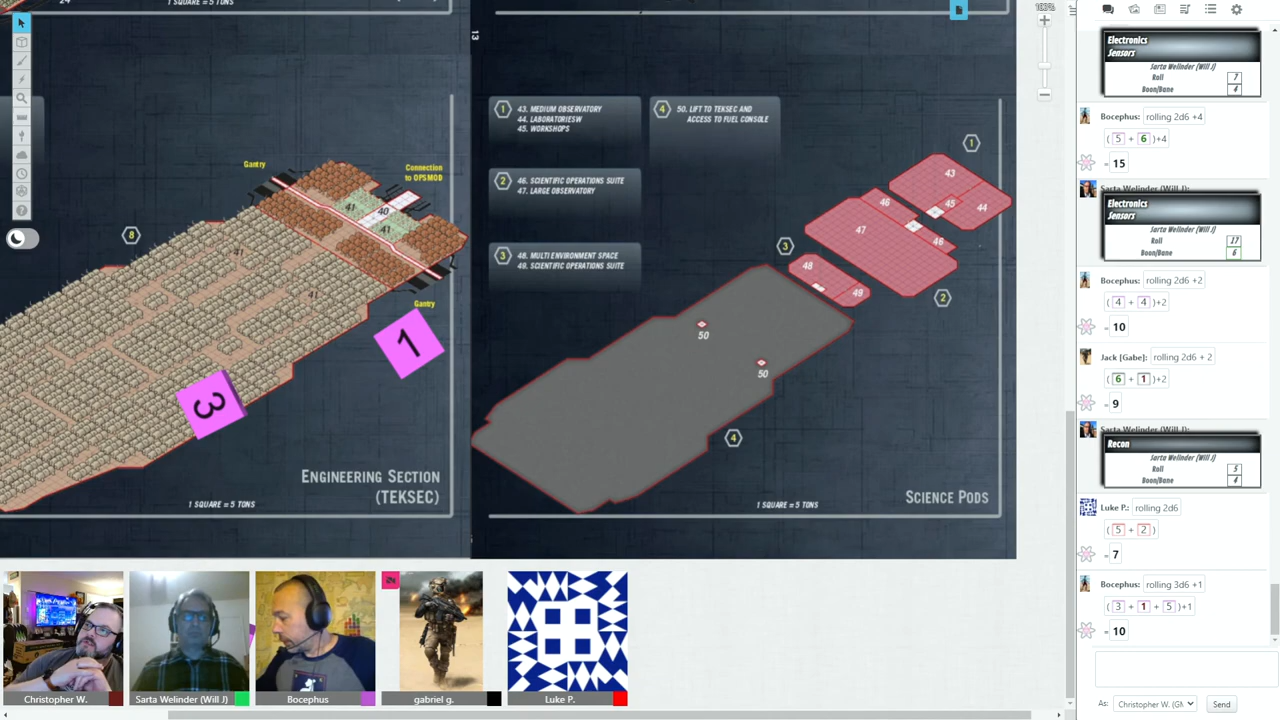 24
1 SQUARE = 5 TONS
13
100%
1
43. MEDIUM OBSERVATORY
44. LABORATORIESW
45. WORKSHOPS
4
50. LIFT TO TEKSEC AND
ACCESS TO FUEL CONSOLE
2
46. SCIENTIFIC OPERATIONS SUITE
47. LARGE OBSERVATORY
3
48. MULTI ENVIRONMENT SPACE
49. SCIENTIFIC OPERATIONS SUITE
Gantry
Connection
to OPSMOD
41
40
41
8
41
Gantry
1
3
ENGINEERING SECTION
(TEKSEC)
1 SQUARE = 5 TONS
1
43
46
45
44
47
46
3
48
49
2
50
50
4
1 SQUARE = 5 TONS
SCIENCE PODS
Christopher W.
Sarta Welinder (Will J)
Bocephus
gabriel g.
Luke P.
Electronics
Sensors
Sarta Welinder (Will J)
Roll 7
Boon/Bane 4
Bocephus: rolling 2d6 +4
(5 + 6)+4
= 15
Sarta Welinder (Will J):
Electronics
Sensors
Sarta Welinder (Will J)
Roll 17
Boon/Bane 6
Bocephus: rolling 2d6 +2
(4 + 4)+2
= 10
Jack [Gabe]: rolling 2d6 + 2
(6 + 1)+2
= 9
Sarta Welinder (Will J):
Recon
Sarta Welinder (Will J)
Roll 5
Boon/Bane 4
Luke P.: rolling 2d6
(5 + 2)
= 7
Bocephus: rolling 3d6 +1
(3 + 1 + 5)+1
= 10
As: Christopher W. (GM) Send